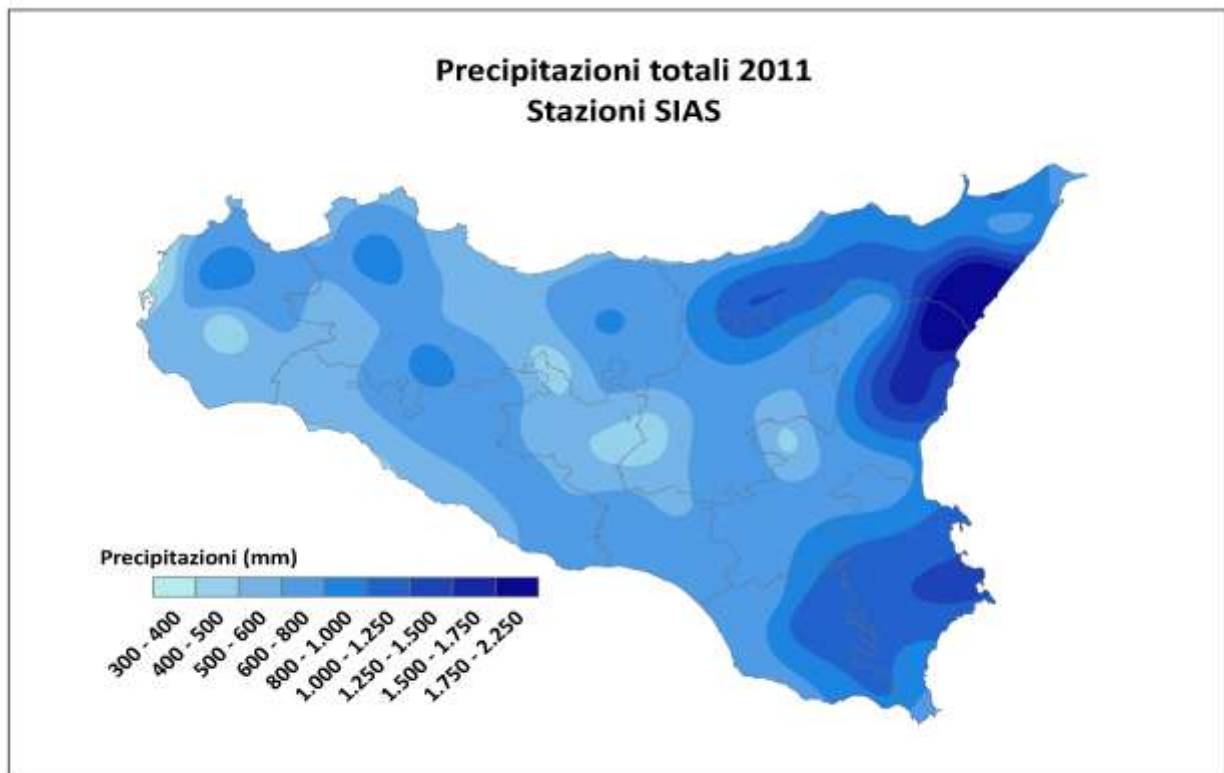 Precipitazioni totali 2011
Stazioni SIAS
Precipitazioni (mm)
300 - 400
400 - 500
500 - 600
600 - 800
800 - 1.000
1.000 - 1.250
1.250 - 1.500
1.500 - 1.750
1.750 - 2.250